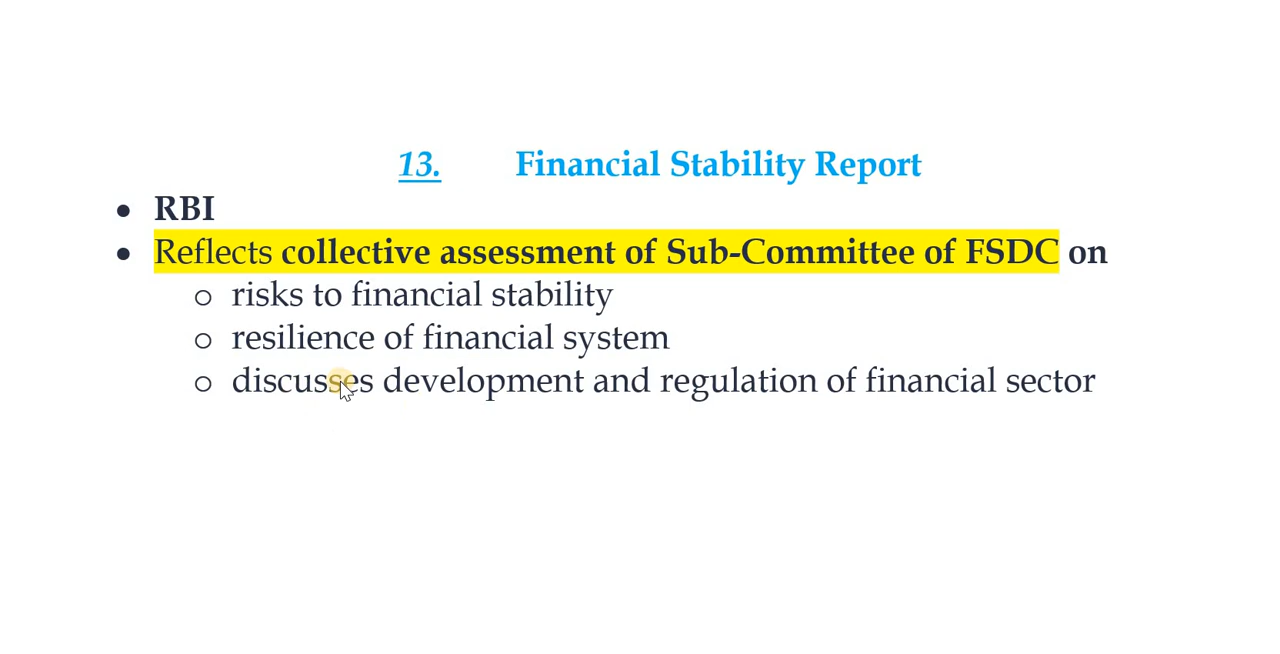 13. Financial Stability Report
• RBI
• Reflects collective assessment of Sub-Committee of FSDC on
o risks to financial stability
o resilience of financial system
o discusses development and regulation of financial sector